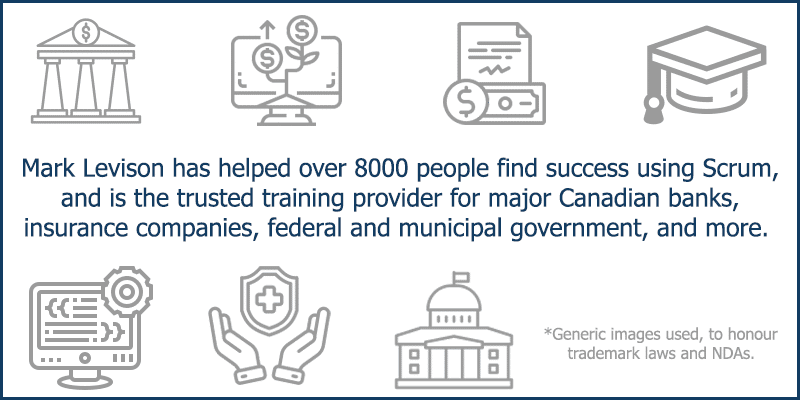 Mark Levison has helped over 8000 people find success using Scrum,
and is the trusted training provider for major Canadian banks,
insurance companies, federal and municipal government, and more.
*Generic images used, to honour
trademark laws and NDAs.